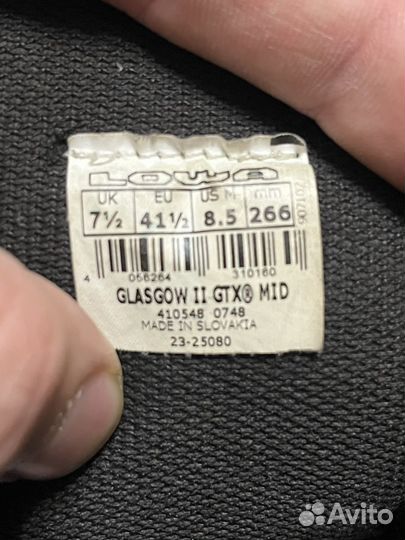 LOWA
UK EU US M mm
7½ 41½ 8.5 266
907107
4 056264 310160
GLASGOW II GTX® MID
410548 0748
MADE IN SLOVAKIA
23-25080
Avito